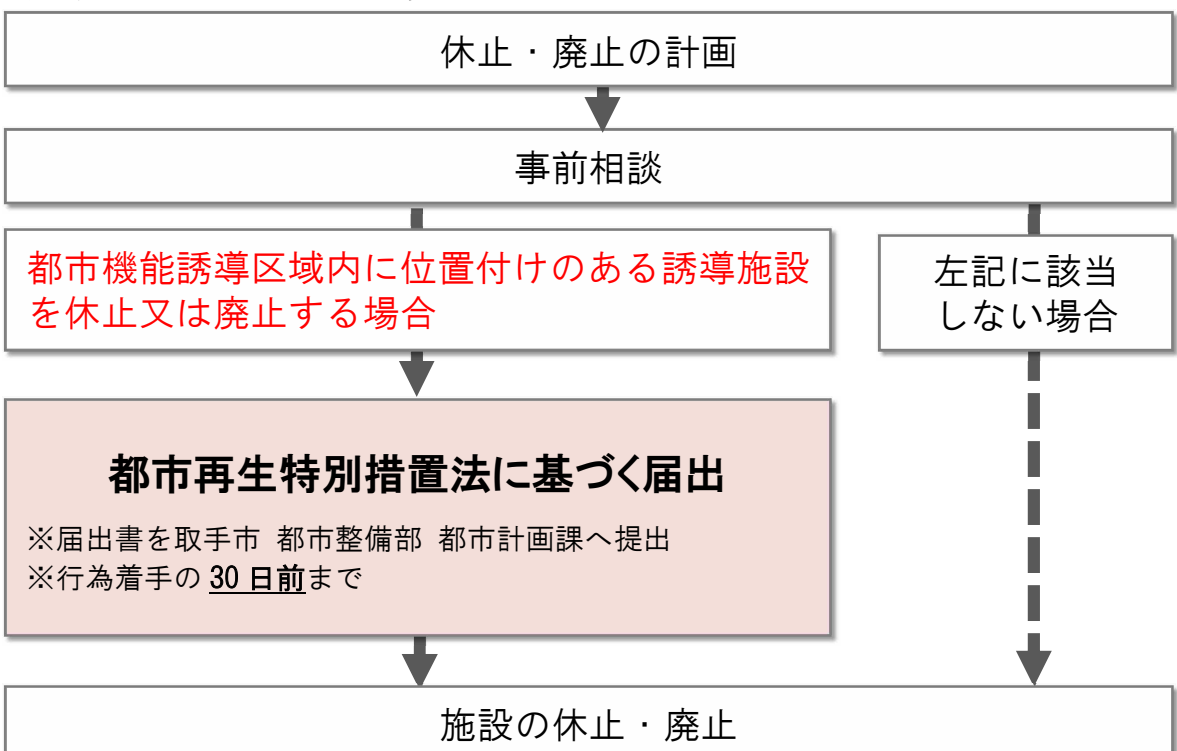 休止・廃止の計画
事前相談
都市機能誘導区域内に位置付けのある誘導施設
を休止又は廃止する場合
左記に該当
しない場合
都市再生特別措置法に基づく届出
※届出書を取手市 都市整備部 都市計画課へ提出
※行為着手の 30 日前まで
施設の休止・廃止